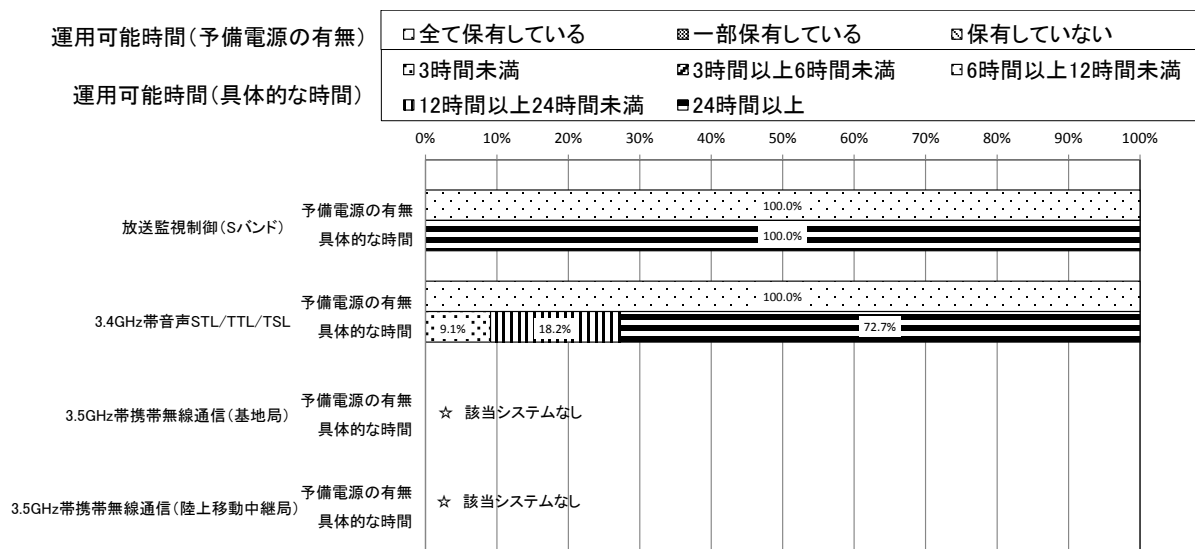 運用可能時間(予備電源の有無)
全て保有している 一部保有している 保有していない
運用可能時間(具体的な時間)
3時間未満 3時間以上6時間未満 6時間以上12時間未満
12時間以上24時間未満 24時間以上
0% 10% 20% 30% 40% 50% 60% 70% 80% 90% 100%
放送監視制御(Sバンド)
予備電源の有無 100.0%
具体的な時間 100.0%
3.4GHz帯音声STL/TTL/TSL
予備電源の有無 100.0%
具体的な時間 9.1% 18.2% 72.7%
3.5GHz帯携帯無線通信(基地局)
予備電源の有無
具体的な時間
☆ 該当システムなし
3.5GHz帯携帯無線通信(陸上移動中継局)
予備電源の有無
具体的な時間
☆ 該当システムなし